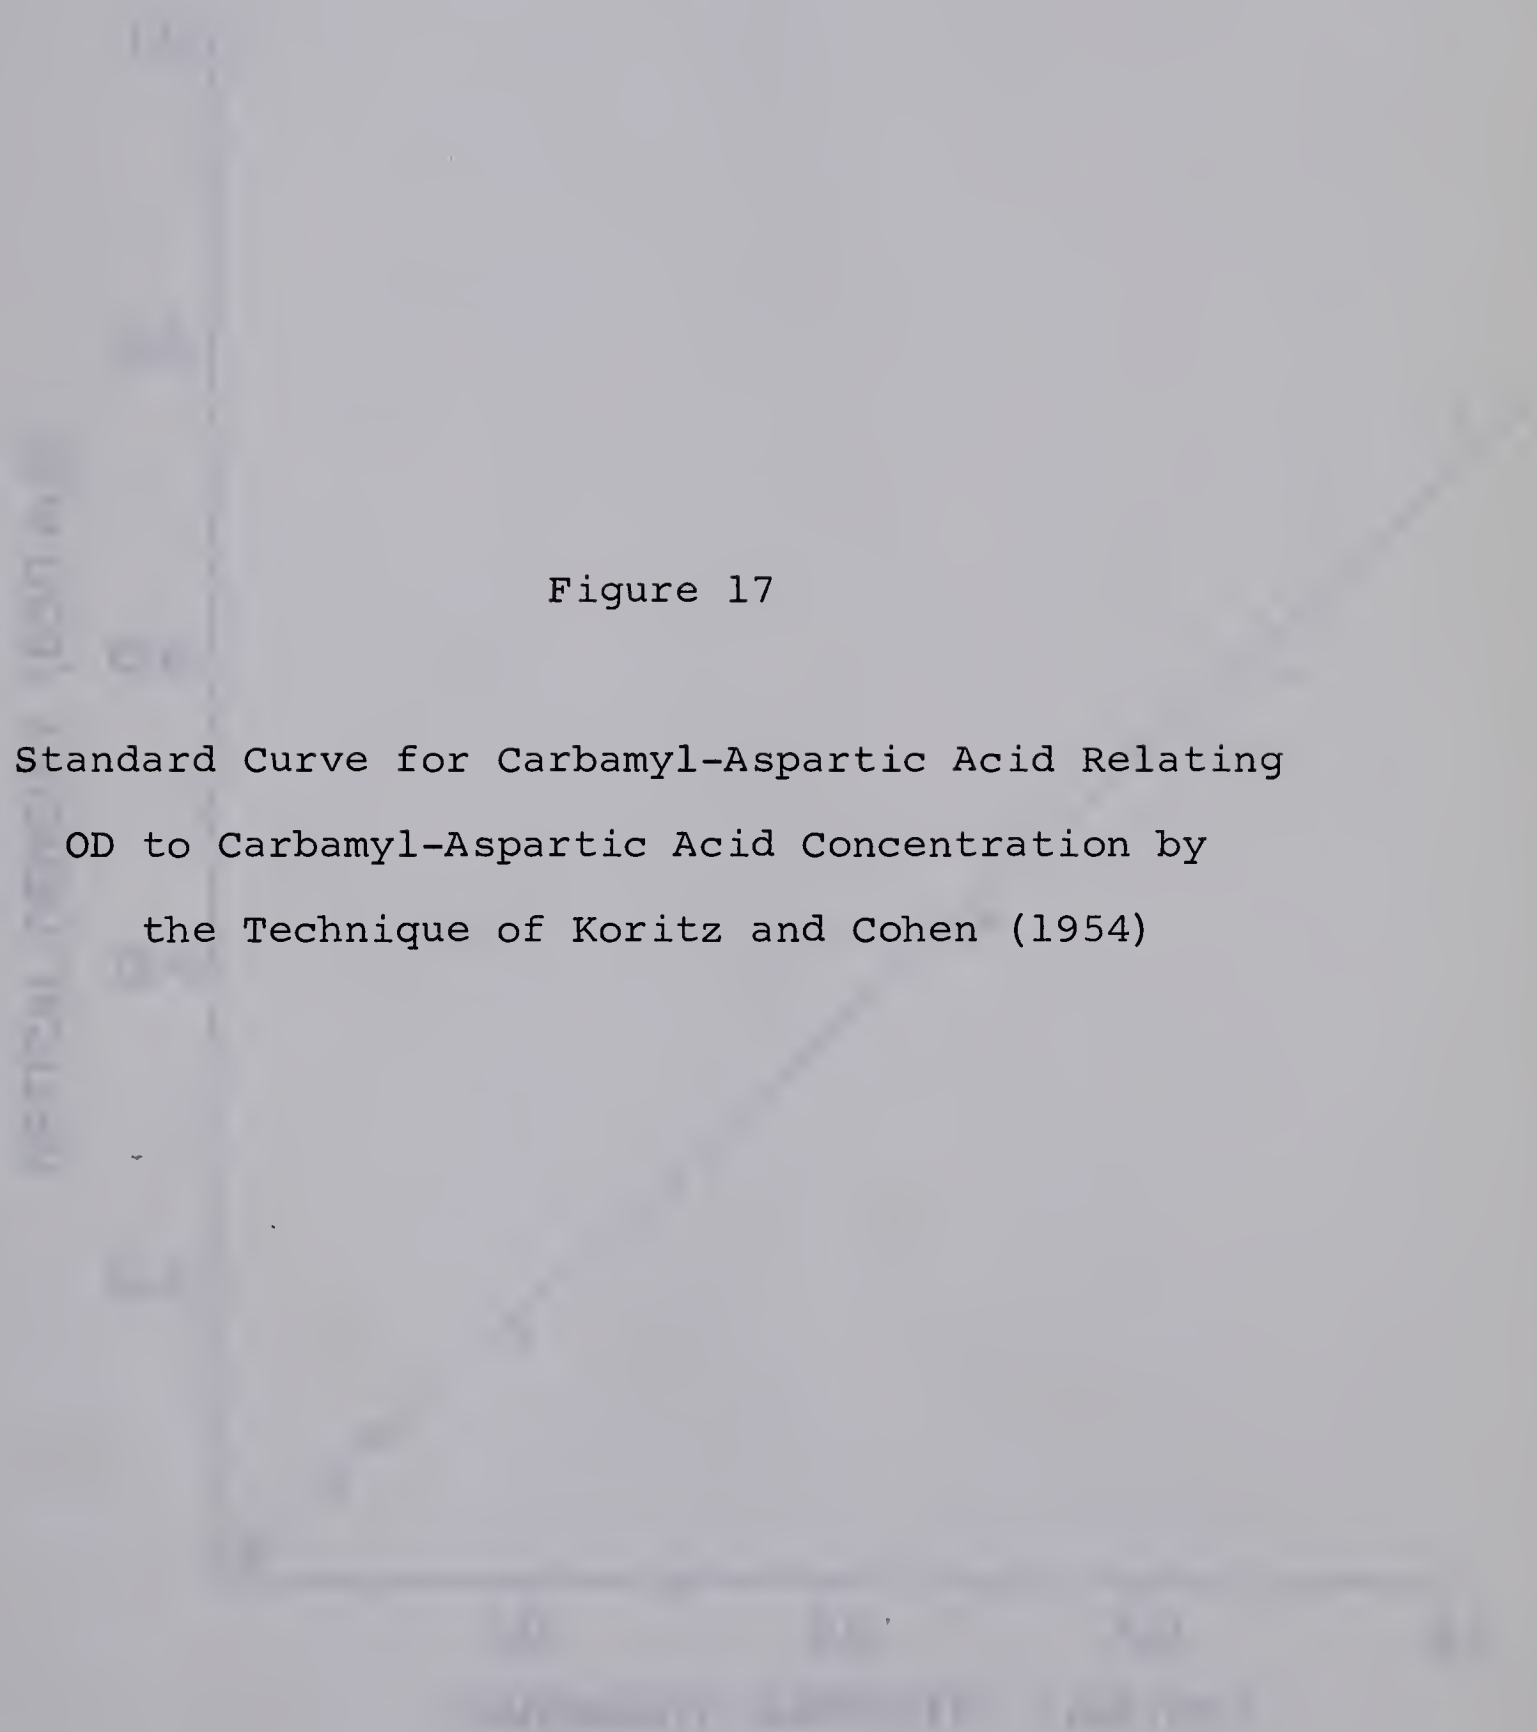 Figure 17
Standard Curve for Carbamyl-Aspartic Acid Relating
OD to Carbamyl-Aspartic Acid Concentration by
the Technique of Koritz and Cohen (1954)